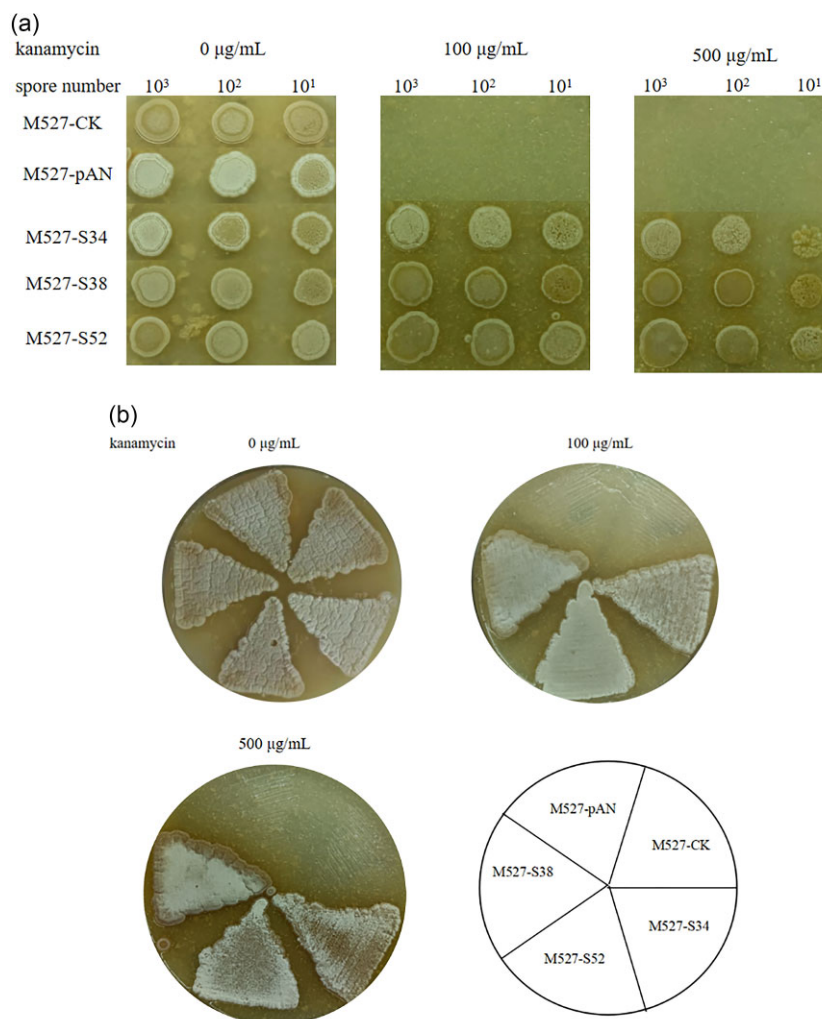 (a)
kanamycin 0 μg/mL 100 μg/mL 500 μg/mL
spore number 10³ 10² 10¹ 10³ 10² 10¹ 10³ 10² 10¹
M527-CK
M527-pAN
M527-S34
M527-S38
M527-S52
(b)
kanamycin 0 μg/mL 100 μg/mL
500 μg/mL
M527-pAN
M527-CK
M527-S38
M527-S34
M527-S52